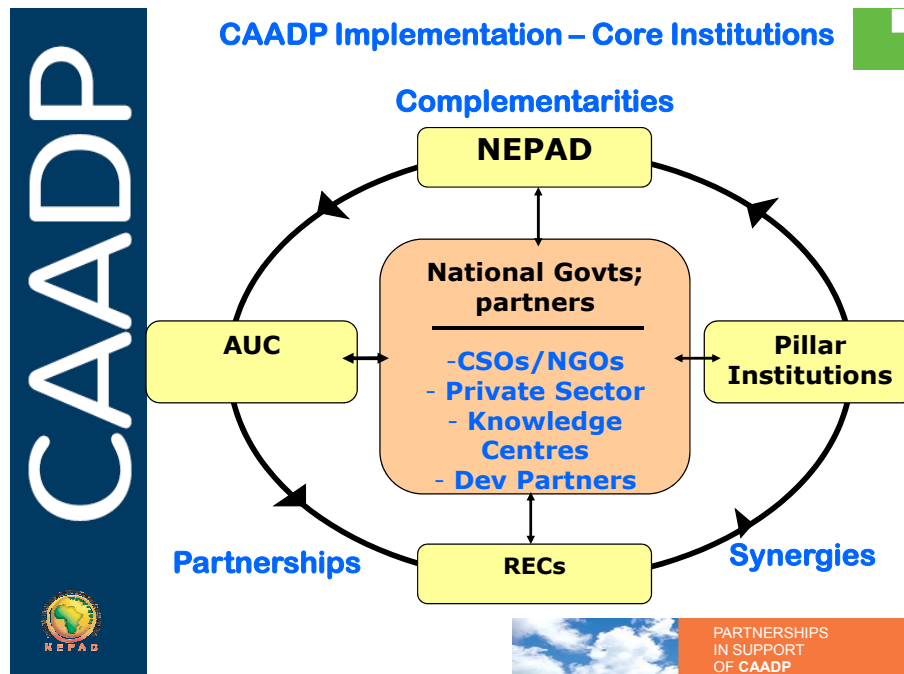 CAADP Implementation – Core Institutions
CAADP
Complementarities
NEPAD
National Govts;
partners
-CSOs/NGOs
- Private Sector
- Knowledge
Centres
- Dev Partners
AUC
Pillar
Institutions
RECs
Partnerships
Synergies
NEPAD
PARTNERSHIPS
IN SUPPORT
OF CAADP